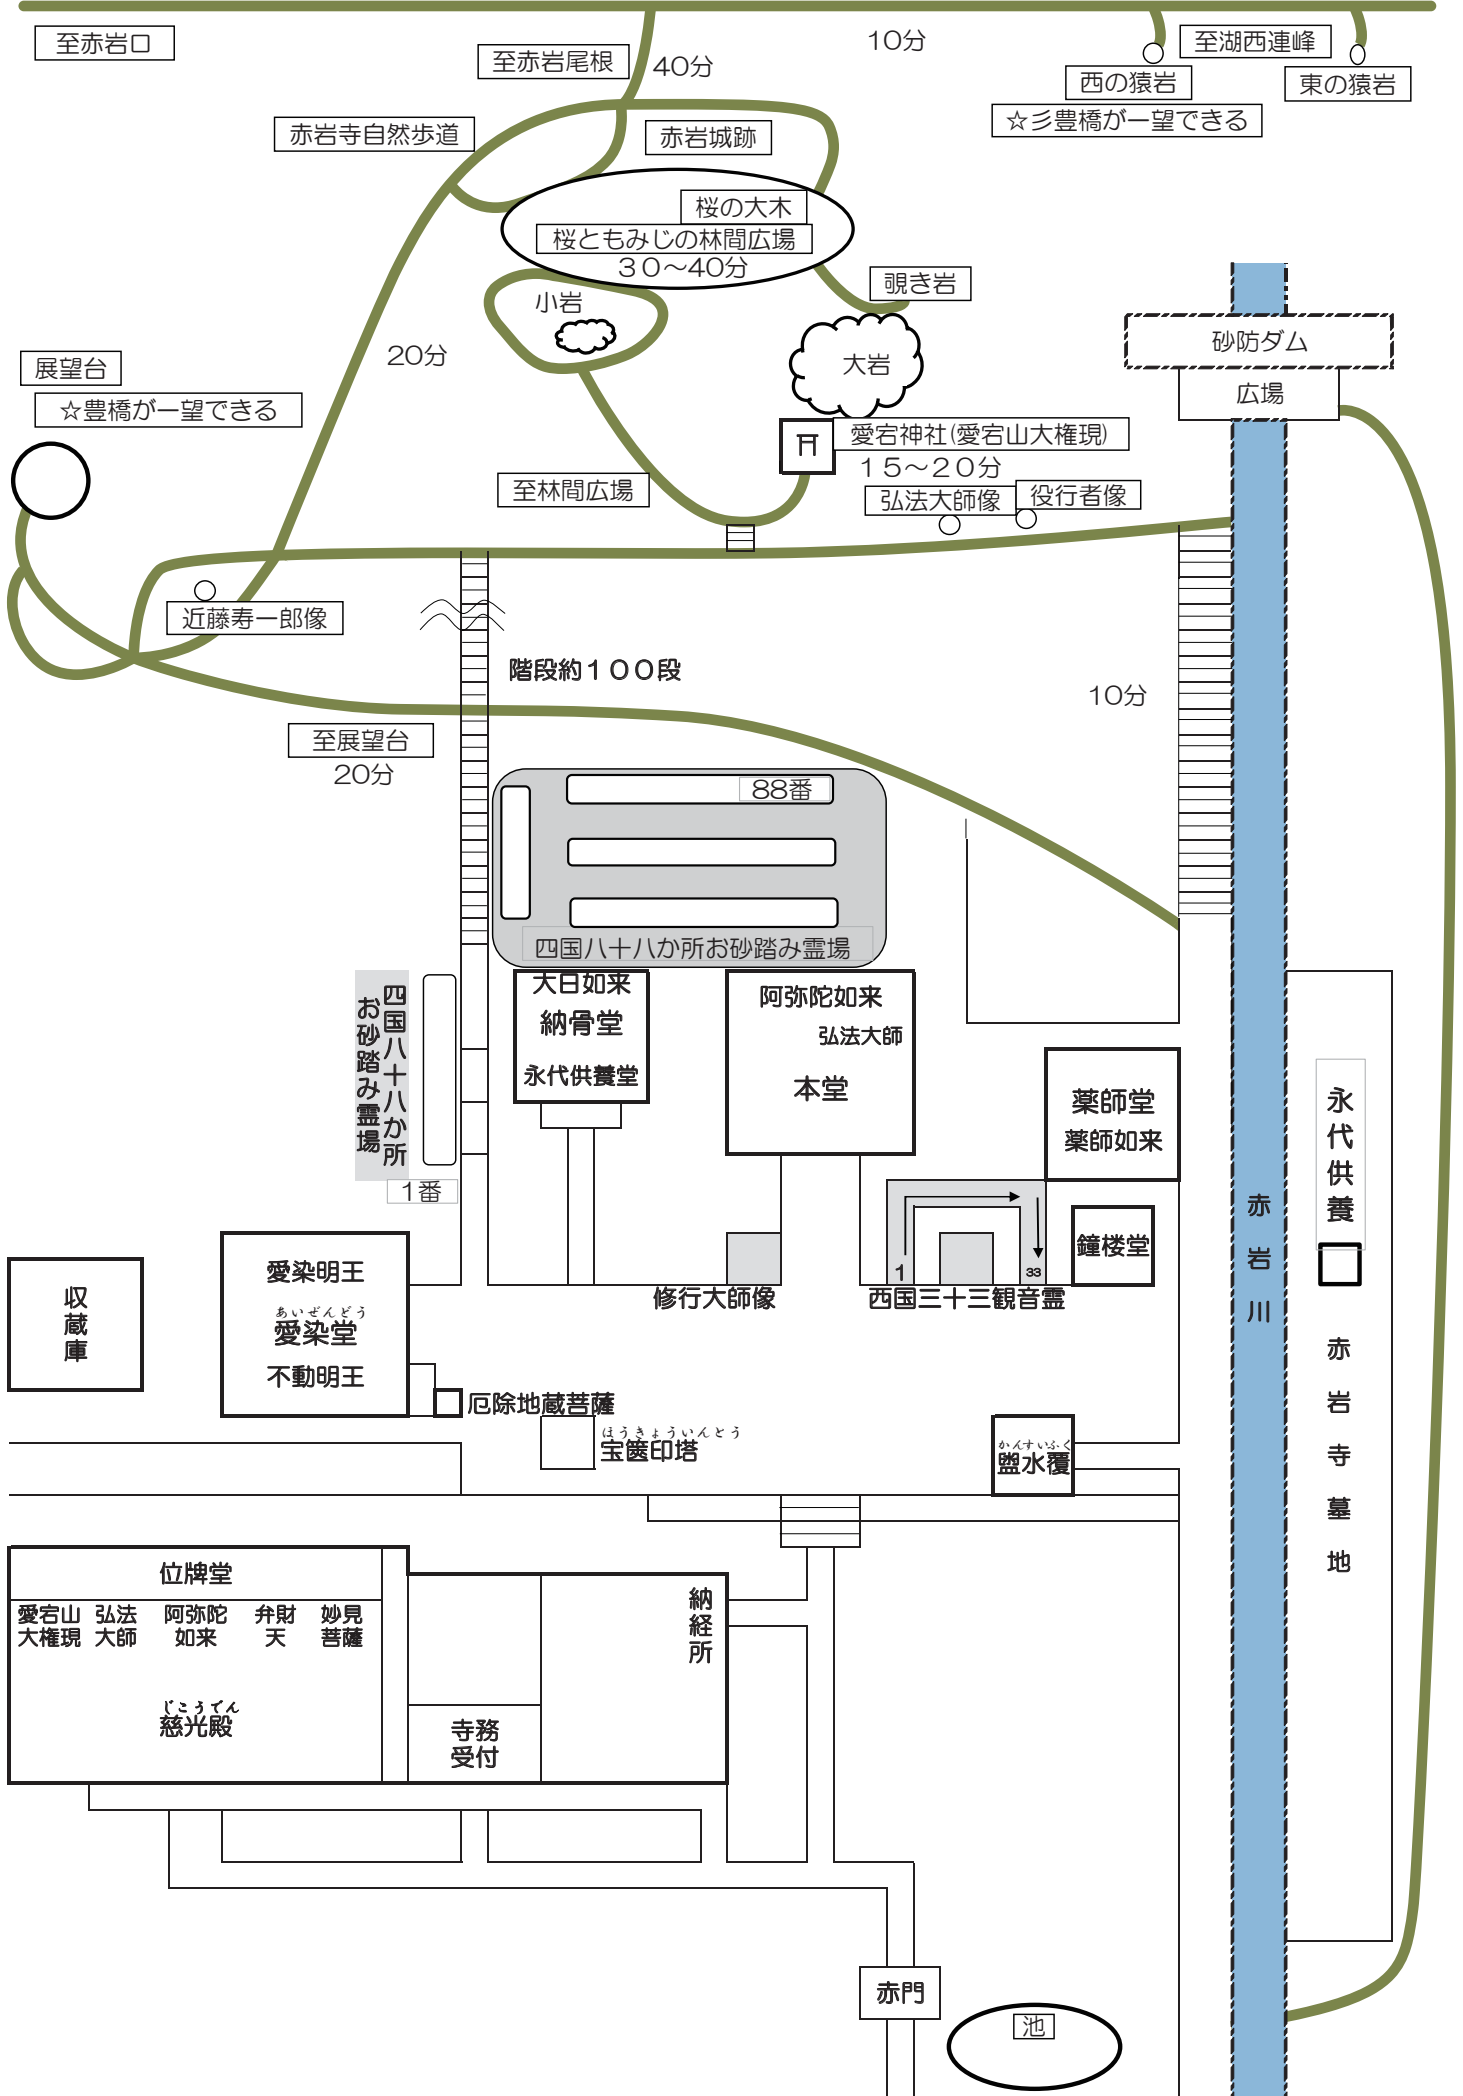 至赤岩口
至赤岩尾根
40分
10分
至湖西連峰
西の猿岩
東の猿岩
☆彡豊橋が一望できる
赤岩寺自然歩道
赤岩城跡
桜の大木
桜ともみじの林間広場
30〜40分
覗き岩
小岩
大岩
20分
砂防ダム
広場
展望台
☆豊橋が一望できる
愛宕神社(愛宕山大権現)
15〜20分
至林間広場
弘法大師像
役行者像
近藤寿一郎像
階段約100段
10分
至展望台
20分
88番
四国八十八か所お砂踏み霊場
四国八十八か所
お砂踏み霊場
1番
大日如来
納骨堂
永代供養堂
阿弥陀如来
弘法大師
本堂
薬師堂
薬師如来
鐘楼堂
1
33
西国三十三観音霊
修行大師像
永代供養
赤岩川
赤岩寺墓地
収蔵庫
愛染明王
あいぜんどう
愛染堂
不動明王
厄除地蔵菩薩
ほうきょういんとう
宝篋印塔
かんすいふく
盥水覆
位牌堂
愛宕山
大権現
弘法
大師
阿弥陀
如来
弁財
天
妙見
菩薩
じこうでん
慈光殿
納経所
寺務
受付
赤門
池